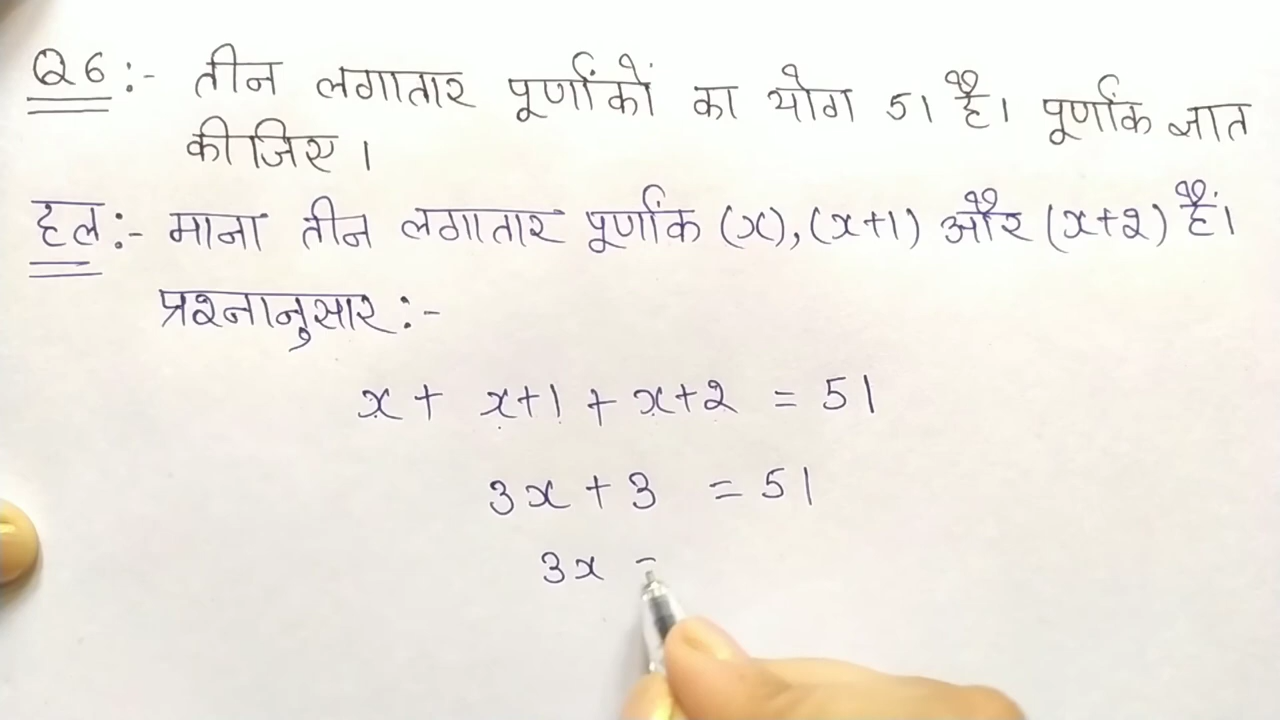 Q6:- तीन लगातार पूर्णांकों का योग 51 है। पूर्णांक ज्ञात
कीजिए।
हल:- माना तीन लगातार पूर्णांक (x), (x+1) और (x+2) हैं।
प्रश्नानुसार:-
x + x+1 + x+2 = 51
3x + 3 = 51
3x =